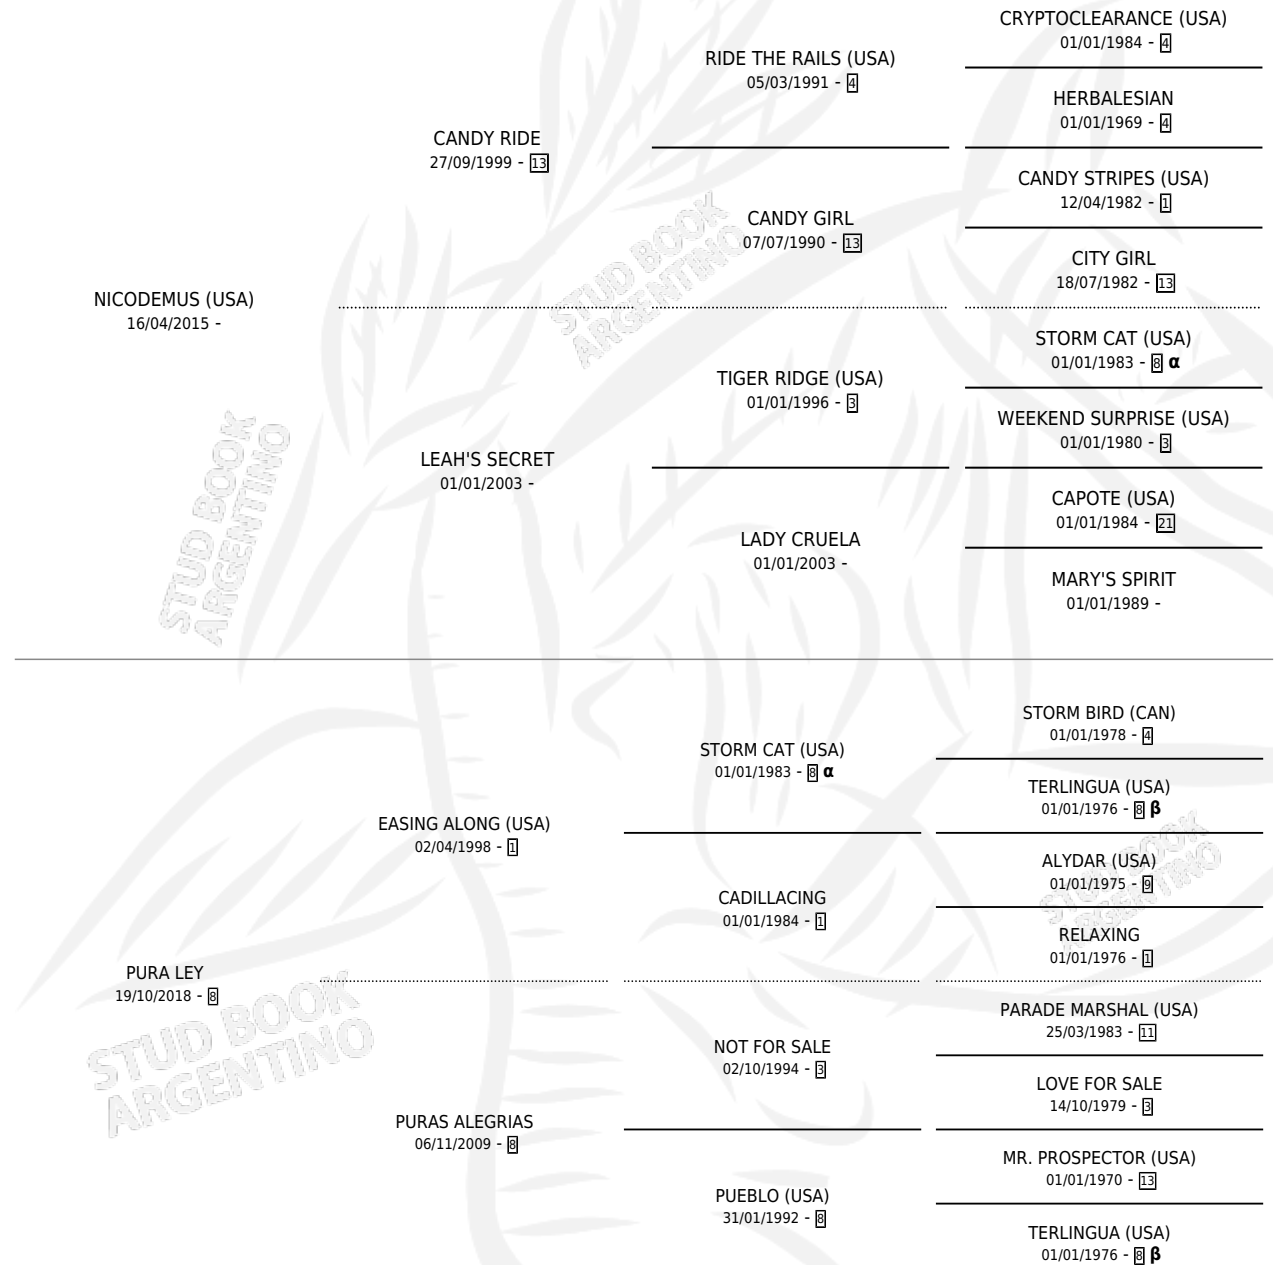 CRYPTOCLEARANCE (USA)
01/01/1984 - 4
RIDE THE RAILS (USA)
05/03/1991 - 4
HERBALESIAN
01/01/1969 - 4
CANDY RIDE
27/09/1999 - 13
CANDY STRIPES (USA)
12/04/1982 - 1
CANDY GIRL
07/07/1990 - 13
CITY GIRL
18/07/1982 - 13
NICODEMUS (USA)
16/04/2015 -
STORM CAT (USA)
01/01/1983 - 8 α
TIGER RIDGE (USA)
01/01/1996 - 3
WEEKEND SURPRISE (USA)
01/01/1980 - 3
LEAH'S SECRET
01/01/2003 -
CAPOTE (USA)
01/01/1984 - 21
LADY CRUELA
01/01/2003 -
MARY'S SPIRIT
01/01/1989 -
STORM BIRD (CAN)
01/01/1978 - 4
STORM CAT (USA)
01/01/1983 - 8 α
TERLINGUA (USA)
01/01/1976 - 8 β
EASING ALONG (USA)
02/04/1998 - 1
ALYDAR (USA)
01/01/1975 - 9
CADILLACING
01/01/1984 - 1
RELAXING
01/01/1976 - 1
PURA LEY
19/10/2018 - 8
PARADE MARSHAL (USA)
25/03/1983 - 11
NOT FOR SALE
02/10/1994 - 3
LOVE FOR SALE
14/10/1979 - 3
PURAS ALEGRIAS
06/11/2009 - 8
MR. PROSPECTOR (USA)
01/01/1970 - 13
PUEBLO (USA)
31/01/1992 - 8
TERLINGUA (USA)
01/01/1976 - 8 β
STUD BOOK
ARGENTINO
STUD BOOK
ARGENTINO
STUD BOOK
ARGENTINO
STUD BOOK
ARGENTINO